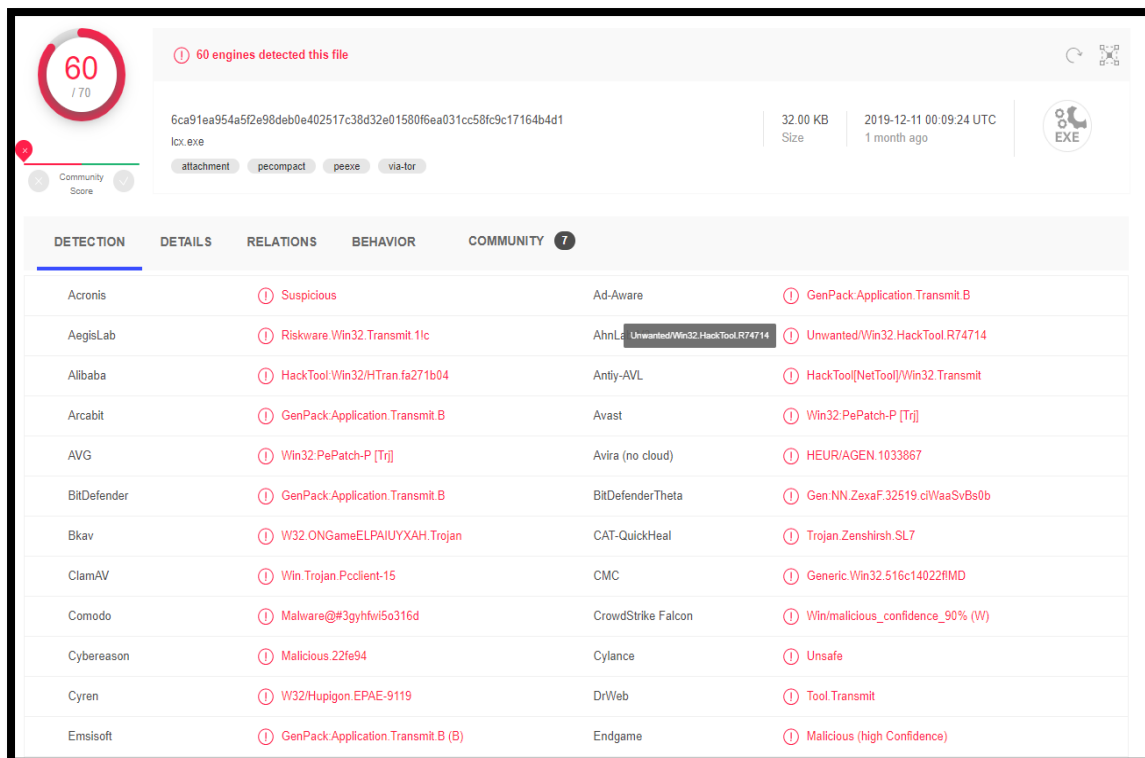 60
/ 70
60 engines detected this file
6ca91ea954a5f2e98deb0e402517c38d32e01580f6ea031cc58fc9c17164b4d1
lcx.exe
attachment pecompact peexe via-tor
32.00 KB
Size
2019-12-11 00:09:24 UTC
1 month ago
EXE
Community
Score
DETECTION DETAILS RELATIONS BEHAVIOR COMMUNITY 7
Acronis Suspicious Ad-Aware GenPack:Application.Transmit.B
AegisLab Riskware.Win32.Transmit.1!c AhnLa Unwanted/Win32.HackTool.R74714 Unwanted/Win32.HackTool.R74714
Alibaba HackTool:Win32/HTran.fa271b04 Antiy-AVL HackTool[NetTool]/Win32.Transmit
Arcabit GenPack:Application.Transmit.B Avast Win32:PePatch-P [Trj]
AVG Win32:PePatch-P [Trj] Avira (no cloud) HEUR/AGEN.1033867
BitDefender GenPack:Application.Transmit.B BitDefenderTheta Gen:NN.ZexaF.32519.ciWaaSvBs0b
Bkav W32.ONGameELPAIUYXAH.Trojan CAT-QuickHeal Trojan.Zenshirsh.SL7
ClamAV Win.Trojan.Pcclient-15 CMC Generic.Win32.516c14022f!MD
Comodo Malware@#3gyhfwi5o316d CrowdStrike Falcon Win/malicious_confidence_90% (W)
Cybereason Malicious.22fe94 Cylance Unsafe
Cyren W32/Hupigon.EPAE-9119 DrWeb Tool.Transmit
Emsisoft GenPack:Application.Transmit.B (B) Endgame Malicious (high Confidence)